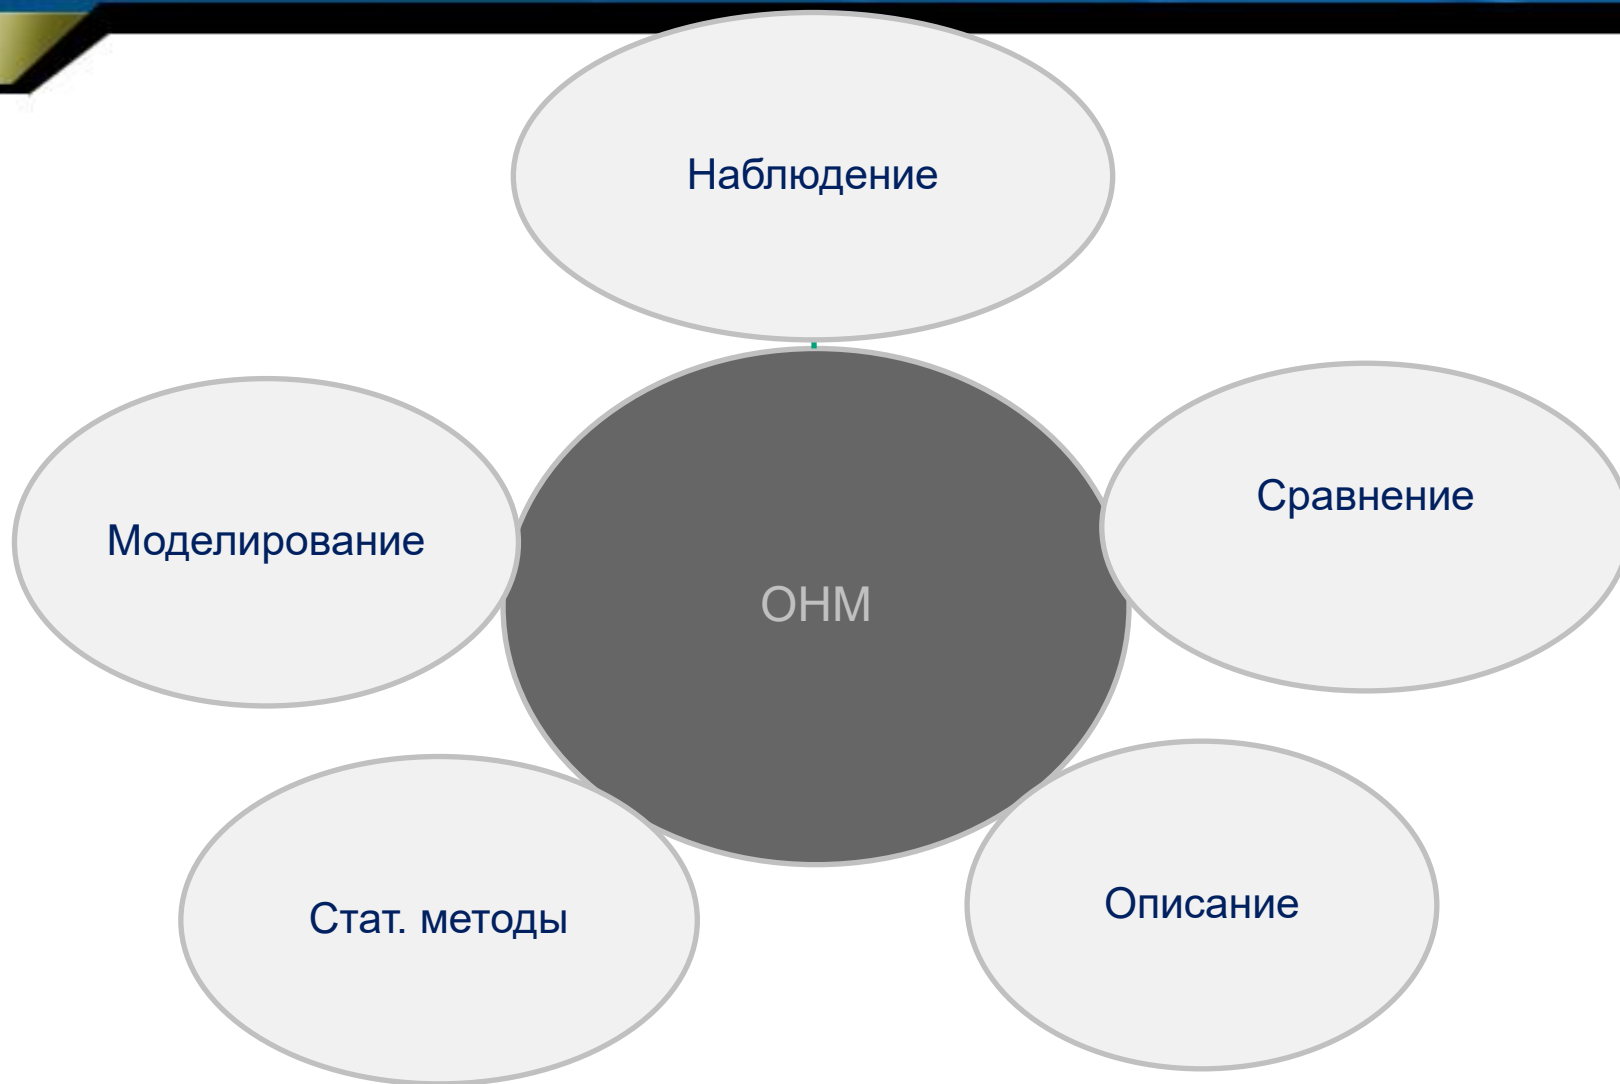 Наблюдение
Сравнение
Моделирование
ОНМ
Описание
Стат. методы